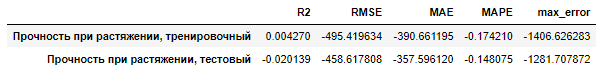 R2 RMSE MAE MAPE max_error
Прочность при растяжении, тренировочный 0.004270 -495.419634 -390.661195 -0.174210 -1406.626283
Прочность при растяжении, тестовый -0.020139 -458.617808 -357.596120 -0.148075 -1281.707872